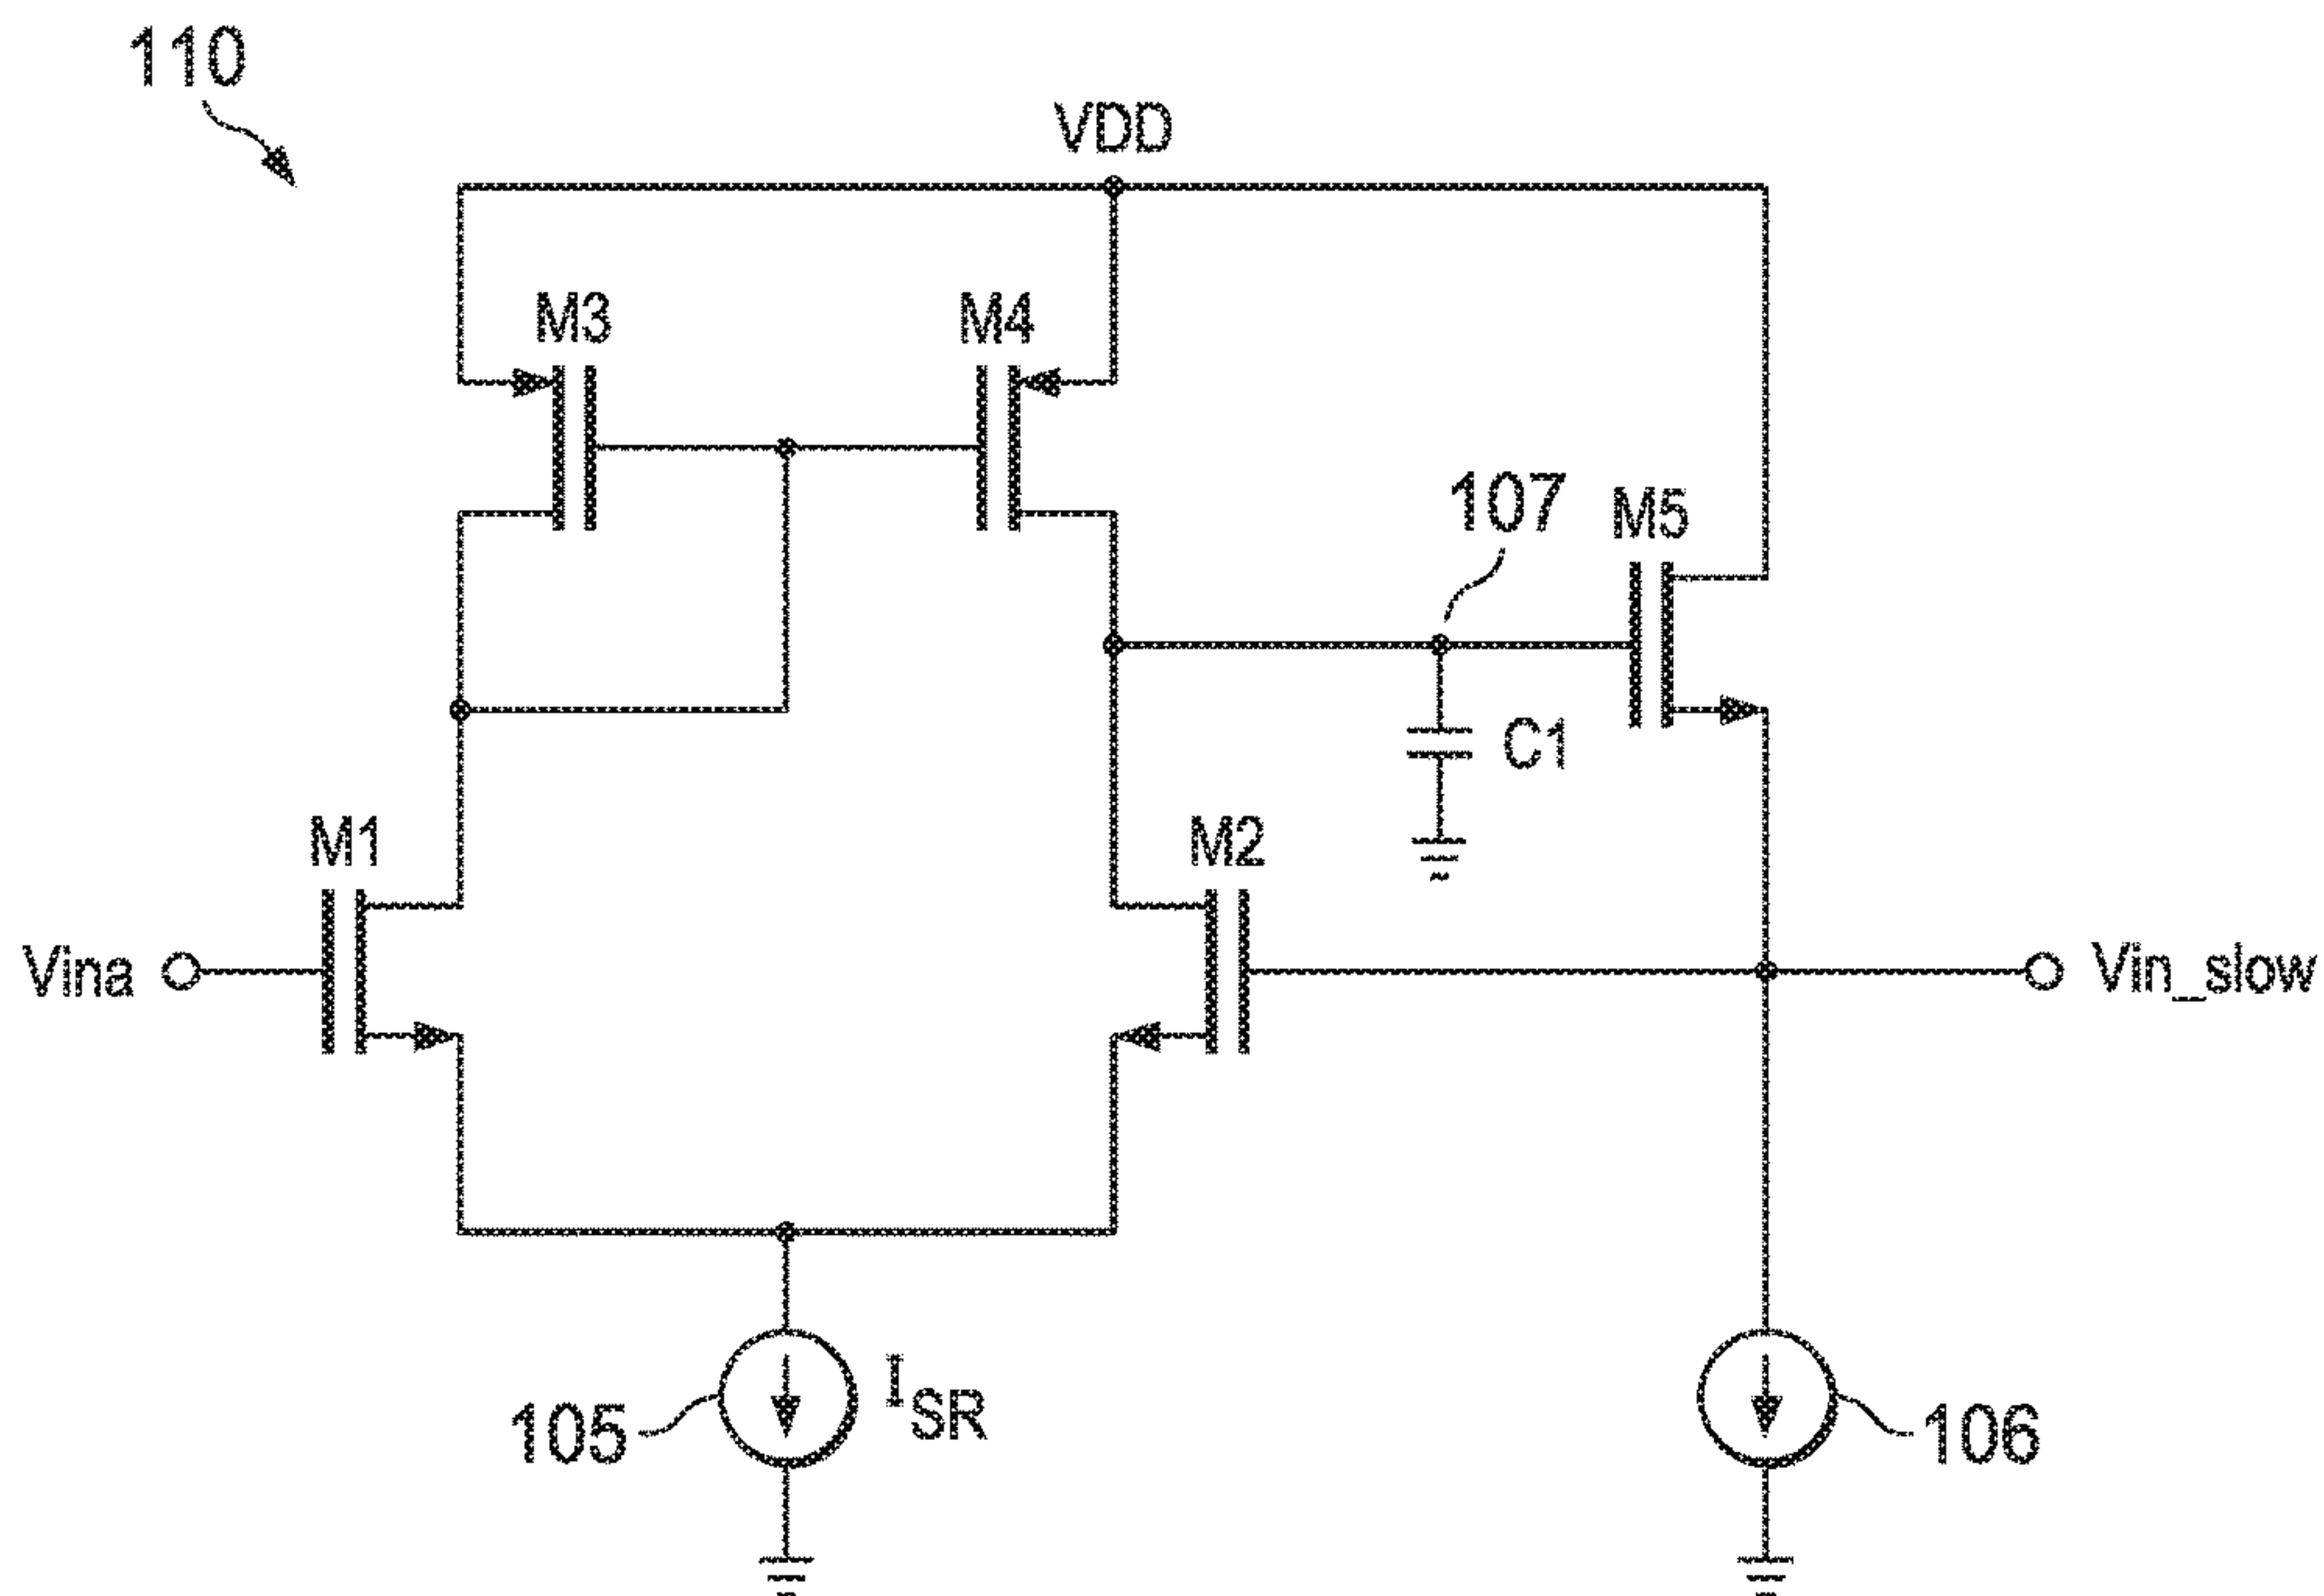 110
VDD
M3
M4
107
M5
C1
M1
M2
Vina
Vin_slow
105
ISR
106